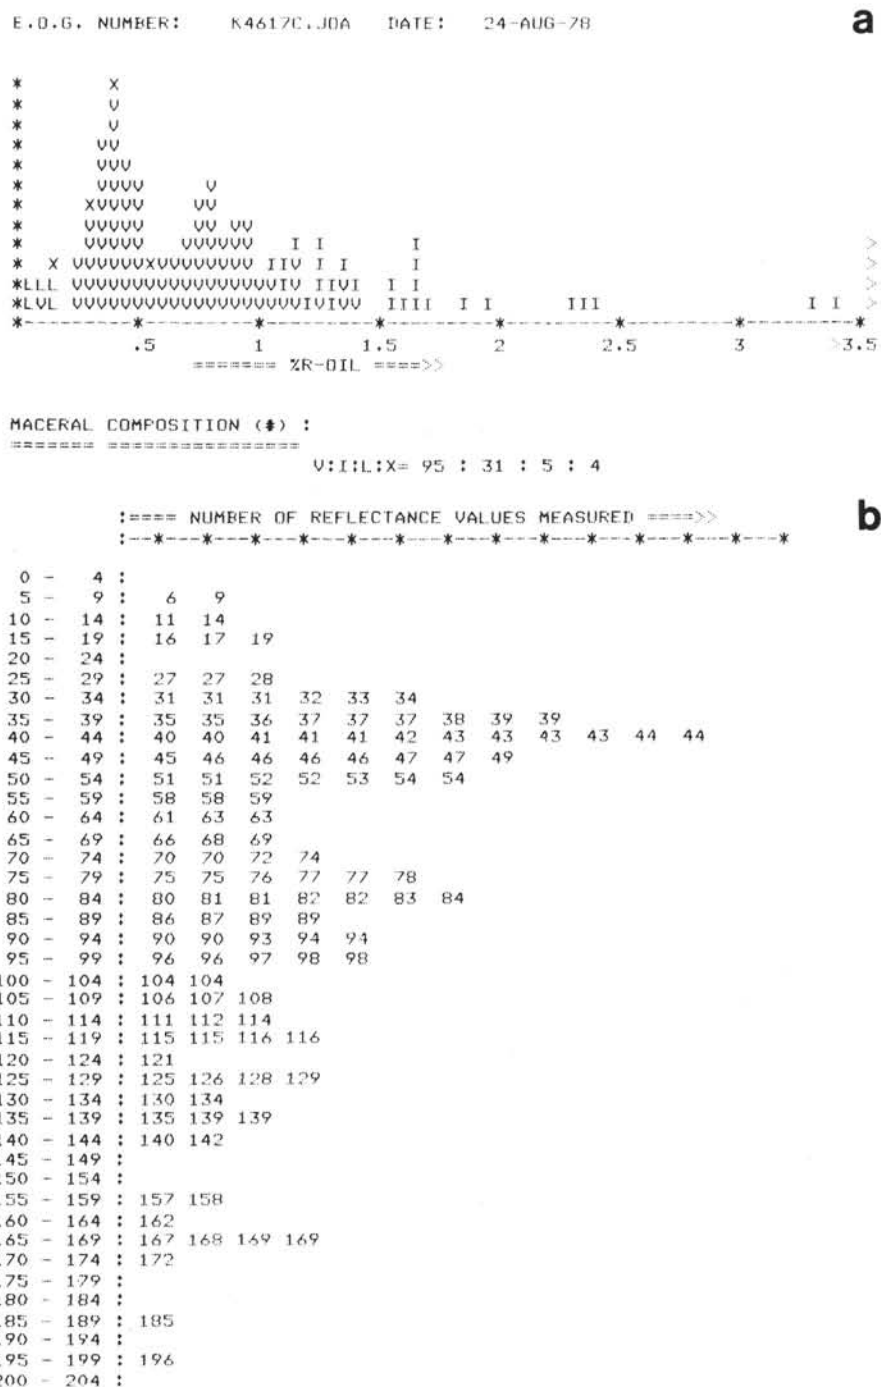 E.O.G. NUMBER: K4617C.JOA DATE: 24-AUG-78 a
* X
* V
* V
* VV
* VVV
* VVVV V
* XVVVV VV
* VVVVV VV VV
* VVVVV VVVVVV I I I >
* X VVVVVVXVVVVVVVV IIV I I I >
*LLL VVVVVVVVVVVVVVVVVIV IIVI I I >
*LVL VVVVVVVVVVVVVVVVVVVIVIVV IIII I I III I I >
*---------*---------*---------*---------*---------*---------*---------*
.5 1 1.5 2 2.5 3 >3.5
======= %R-OIL ====>>
MACERAL COMPOSITION (#) :
======= ================
V:I:L:X= 95 : 31 : 5 : 4
:==== NUMBER OF REFLECTANCE VALUES MEASURED ====>> b
:--*---*---*---*---*---*---*---*---*---*---*---*---*---*
0 - 4 :
5 - 9 : 6 9
10 - 14 : 11 14
15 - 19 : 16 17 19
20 - 24 :
25 - 29 : 27 27 28
30 - 34 : 31 31 31 32 33 34
35 - 39 : 35 35 36 37 37 37 38 39 39
40 - 44 : 40 40 41 41 41 42 43 43 43 43 44 44
45 - 49 : 45 46 46 46 46 47 47 49
50 - 54 : 51 51 52 52 53 54 54
55 - 59 : 58 58 59
60 - 64 : 61 63 63
65 - 69 : 66 68 69
70 - 74 : 70 70 72 74
75 - 79 : 75 75 76 77 77 78
80 - 84 : 80 81 81 82 82 83 84
85 - 89 : 86 87 89 89
90 - 94 : 90 90 93 94 94
95 - 99 : 96 96 97 98 98
100 - 104 : 104 104
105 - 109 : 106 107 108
110 - 114 : 111 112 114
115 - 119 : 115 115 116 116
120 - 124 : 121
125 - 129 : 125 126 128 129
130 - 134 : 130 134
135 - 139 : 135 139 139
140 - 144 : 140 142
45 - 149 :
50 - 154 :
55 - 159 : 157 158
60 - 164 : 162
65 - 169 : 167 168 169 169
70 - 174 : 172
75 - 179 :
80 - 184 :
85 - 189 : 185
90 - 194 :
95 - 199 : 196
200 - 204 :